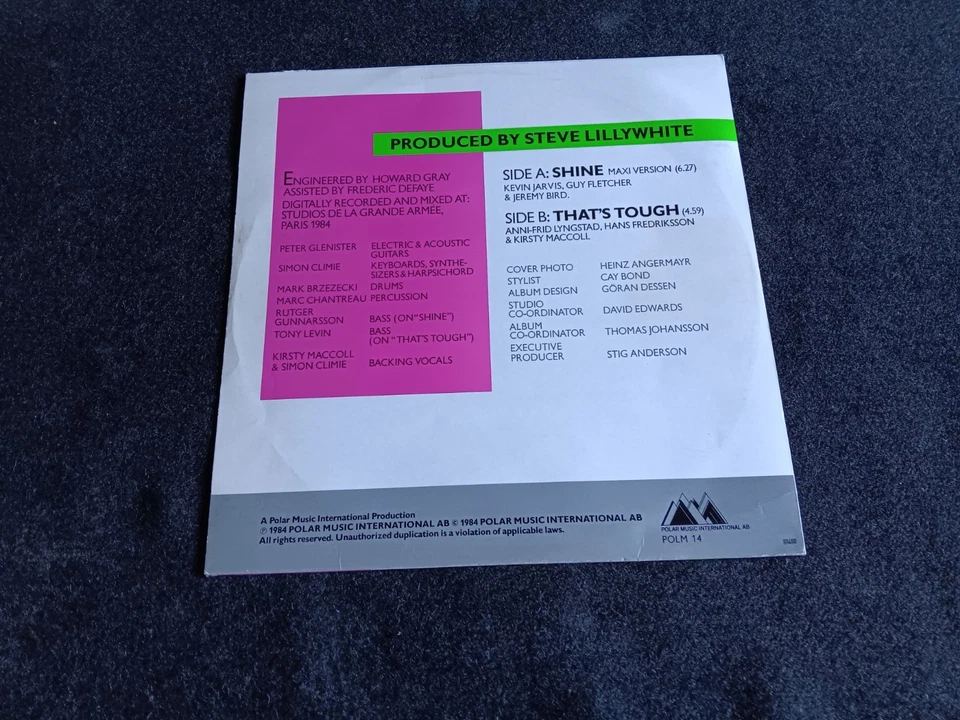 PRODUCED BY STEVE LILLYWHITE
ENGINEERED BY HOWARD GRAY
ASSISTED BY FREDERIC DEFAYE
DIGITALLY RECORDED AND MIXED AT:
STUDIOS DE LA GRANDE ARMÉE,
PARIS 1984
PETER GLENISTER ELECTRIC & ACOUSTIC
GUITARS
SIMON CLIMIE KEYBOARDS, SYNTHE-
SIZERS & HARPSICHORD
MARK BRZEZECKI DRUMS
MARC CHANTREAU PERCUSSION
RUTGER
GUNNARSSON BASS (ON "SHINE")
TONY LEVIN BASS
(ON "THAT'S TOUGH")
KIRSTY MACCOLL
& SIMON CLIMIE BACKING VOCALS
SIDE A: SHINE MAXI VERSION (6.27)
KEVIN JARVIS, GUY FLETCHER
& JEREMY BIRD.
SIDE B: THAT'S TOUGH (4.59)
ANNI-FRID LYNGSTAD, HANS FREDRIKSSON
& KIRSTY MACCOLL
COVER PHOTO HEINZ ANGERMAYR
STYLIST CAY BOND
ALBUM DESIGN GÖRAN DESSEN
STUDIO
CO-ORDINATOR DAVID EDWARDS
ALBUM
CO-ORDINATOR THOMAS JOHANSSON
EXECUTIVE
PRODUCER STIG ANDERSON
A Polar Music International Production
℗ 1984 POLAR MUSIC INTERNATIONAL AB © 1984 POLAR MUSIC INTERNATIONAL AB
All rights reserved. Unauthorized duplication is a violation of applicable laws.
POLAR MUSIC INTERNATIONAL AB
POLM 14